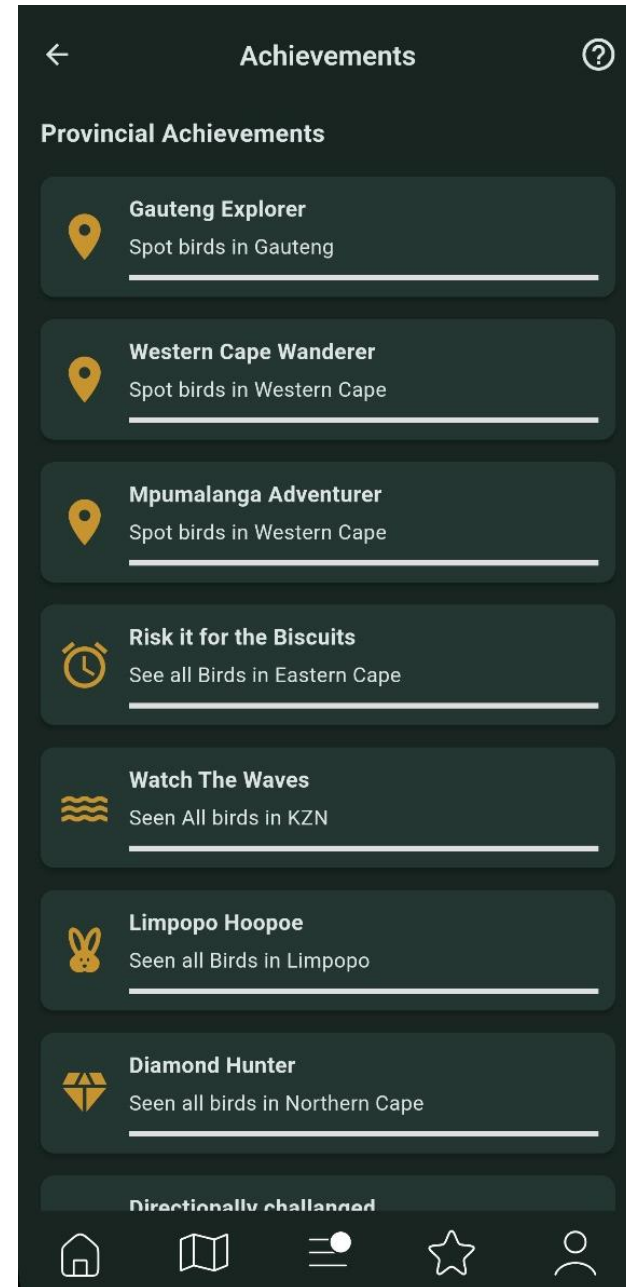 Achievements
Provincial Achievements
Gauteng Explorer
Spot birds in Gauteng
Western Cape Wanderer
Spot birds in Western Cape
Mpumalanga Adventurer
Spot birds in Western Cape
Risk it for the Biscuits
See all Birds in Eastern Cape
Watch The Waves
Seen All birds in KZN
Limpopo Hoopoe
Seen all Birds in Limpopo
Diamond Hunter
Seen all birds in Northern Cape
Directionally challanged